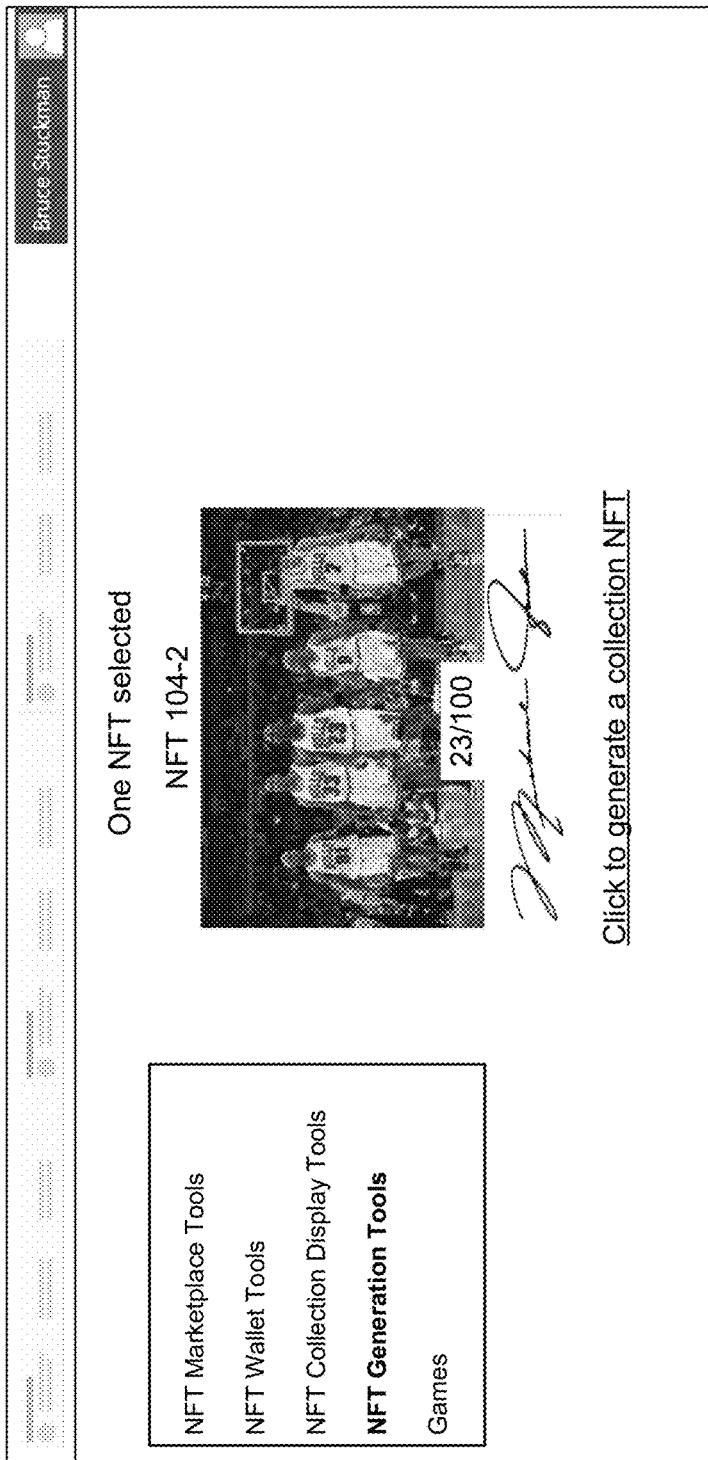 Bruce Stuckman
NFT Marketplace Tools
NFT Wallet Tools
NFT Collection Display Tools
NFT Generation Tools
Games
One NFT selected
NFT 104-2
23/100
Click to generate a collection NFT